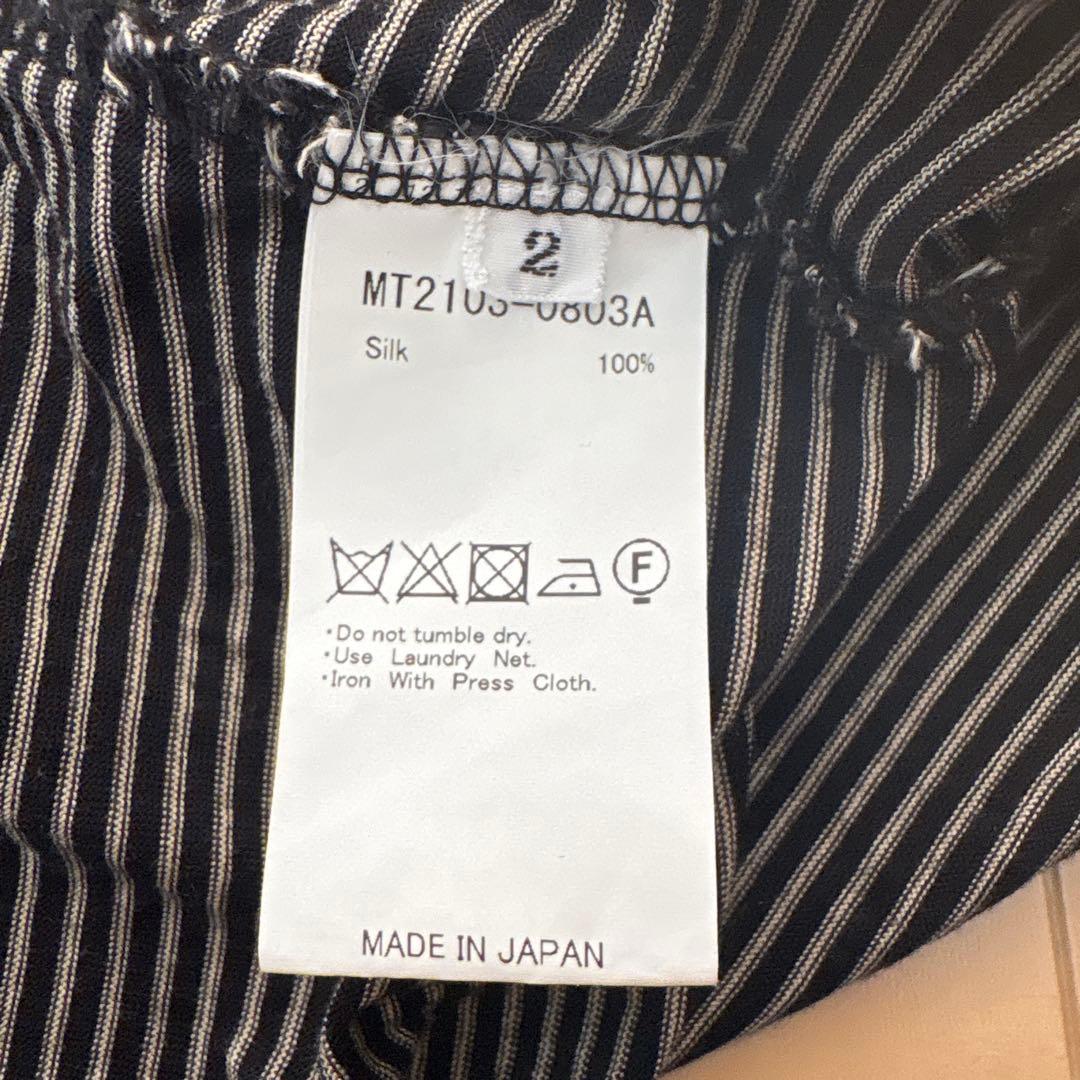 2
MT2103-0803A
Silk 100%
F
・Do not tumble dry.
・Use Laundry Net.
・Iron With Press Cloth.
MADE IN JAPAN